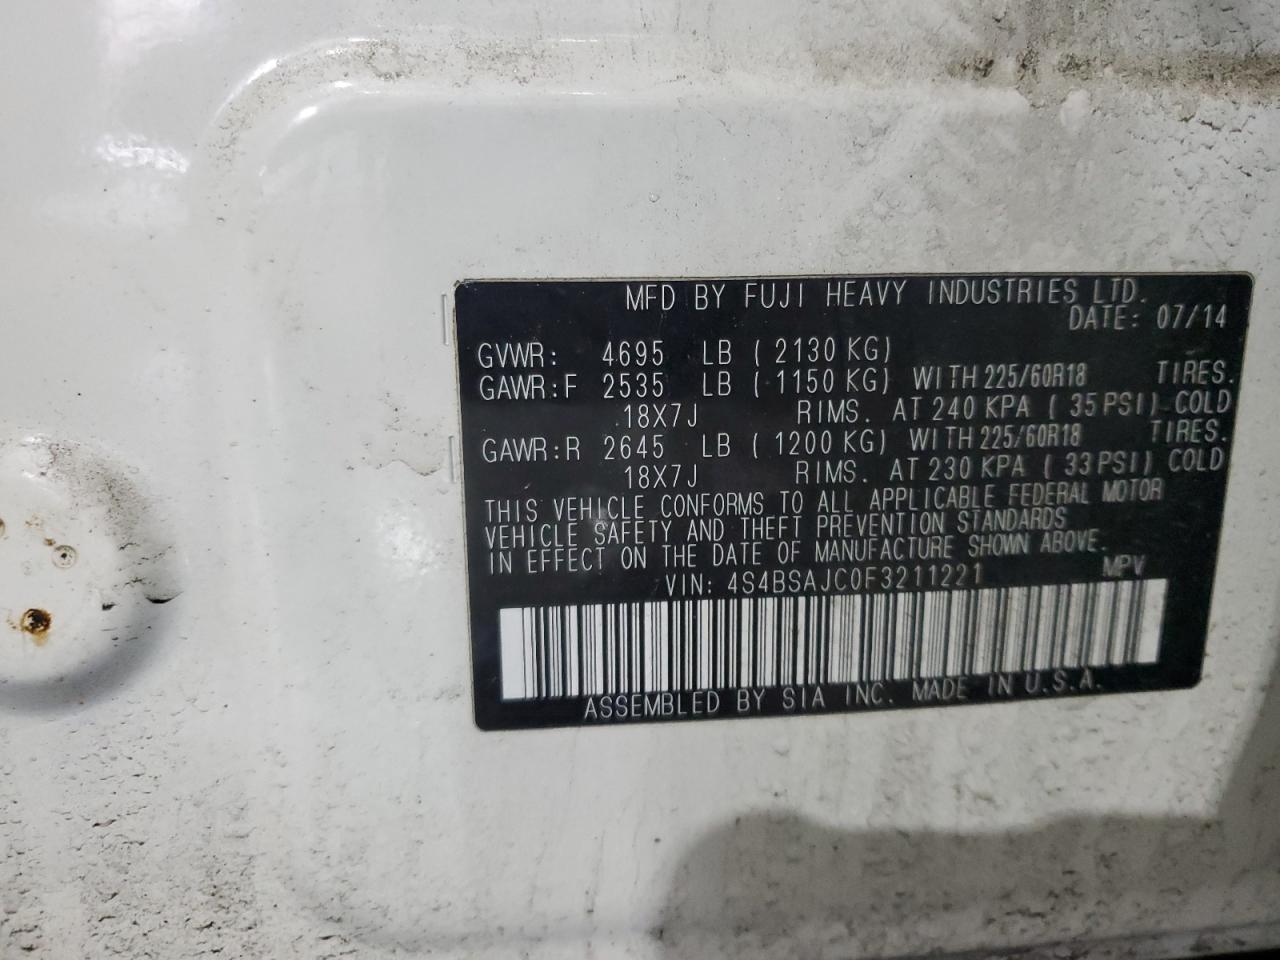 MFD BY FUJI HEAVY INDUSTRIES LTD.
DATE: 07/14
GVWR: 4695 LB ( 2130 KG)
GAWR:F 2535 LB ( 1150 KG) WITH 225/60R18 TIRES.
18X7J RIMS. AT 240 KPA ( 35 PSI) COLD
GAWR:R 2645 LB ( 1200 KG) WITH 225/60R18 TIRES.
18X7J RIMS. AT 230 KPA ( 33 PSI) COLD
THIS VEHICLE CONFORMS TO ALL APPLICABLE FEDERAL MOTOR
VEHICLE SAFETY AND THEFT PREVENTION STANDARDS
IN EFFECT ON THE DATE OF MANUFACTURE SHOWN ABOVE.
VIN: 4S4BSAJC0F3211221 MPV
ASSEMBLED BY SIA INC. MADE IN U.S.A.